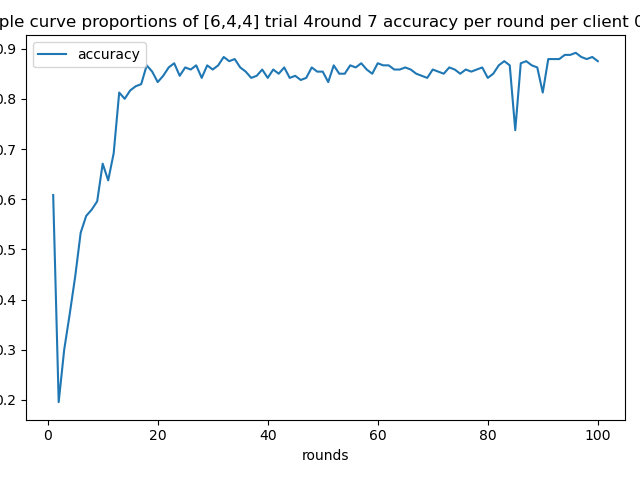 ple curve proportions of [6,4,4] trial 4round 7 accuracy per round per client 0
accuracy
0.9
0.8
0.7
0.6
0.5
0.4
0.3
0.2
0 20 40 60 80 100
rounds